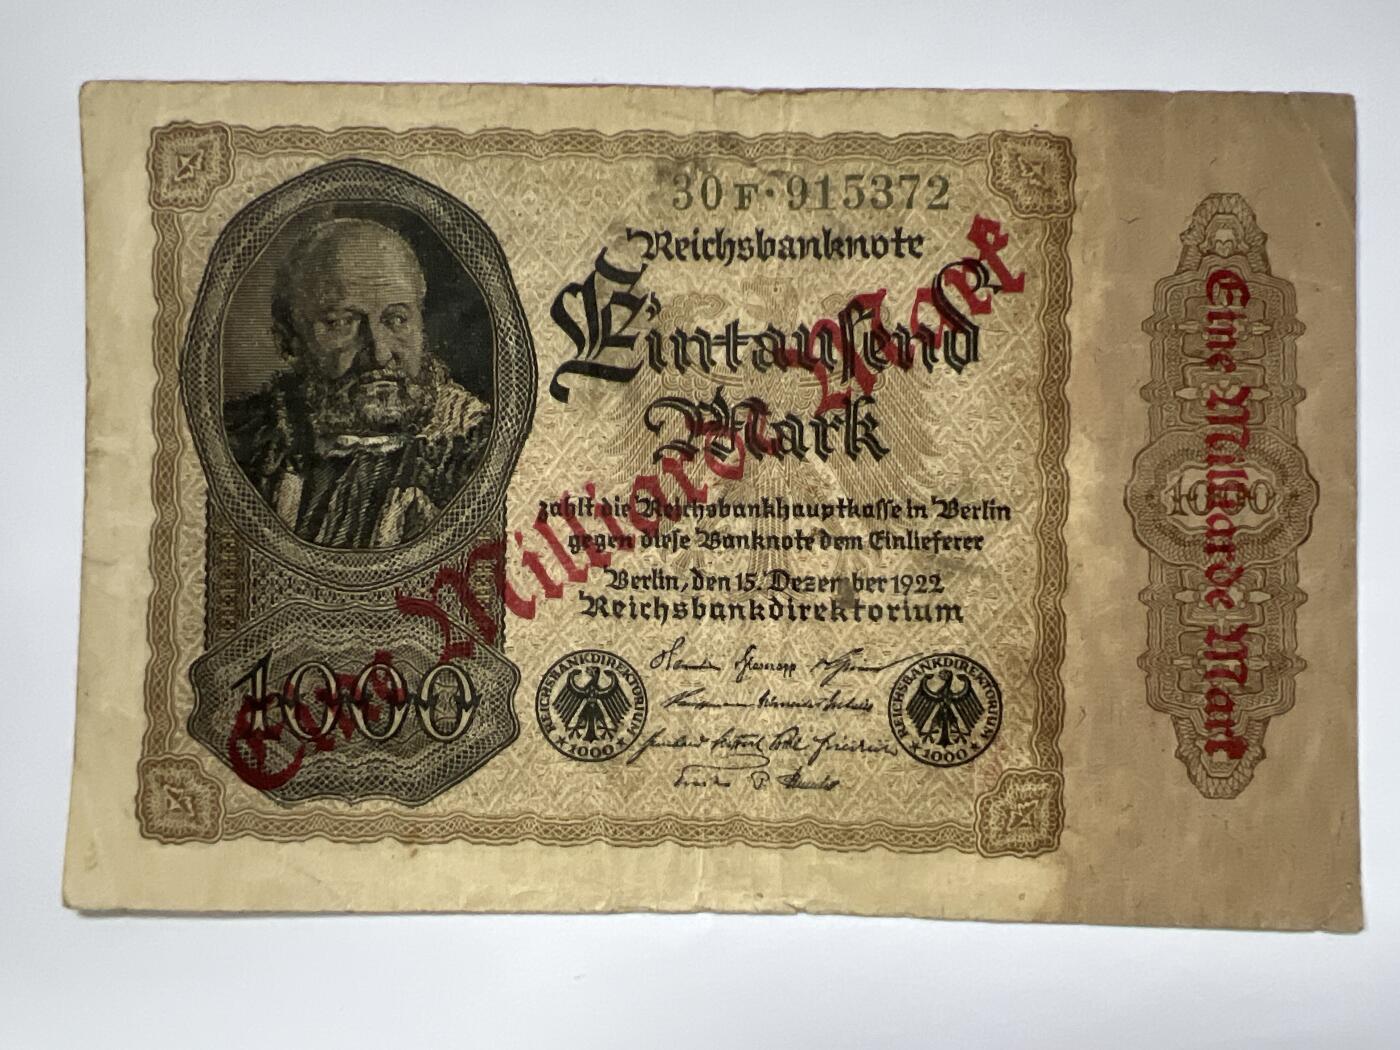 30F·915372
Reichsbanknote
Eintausend
Mark
zahlt die Reichsbankhauptkasse in Berlin
gegen diese Banknote dem Einlieferer
Berlin, den 15. Dezember 1922
Reichsbankdirektorium
Eine Milliarde Mark
1000
REICHSBANKDIREKTORIUM
★1000★
REICHSBANKDIREKTORIUM
★1000★
Eine Milliarde Mark
1000